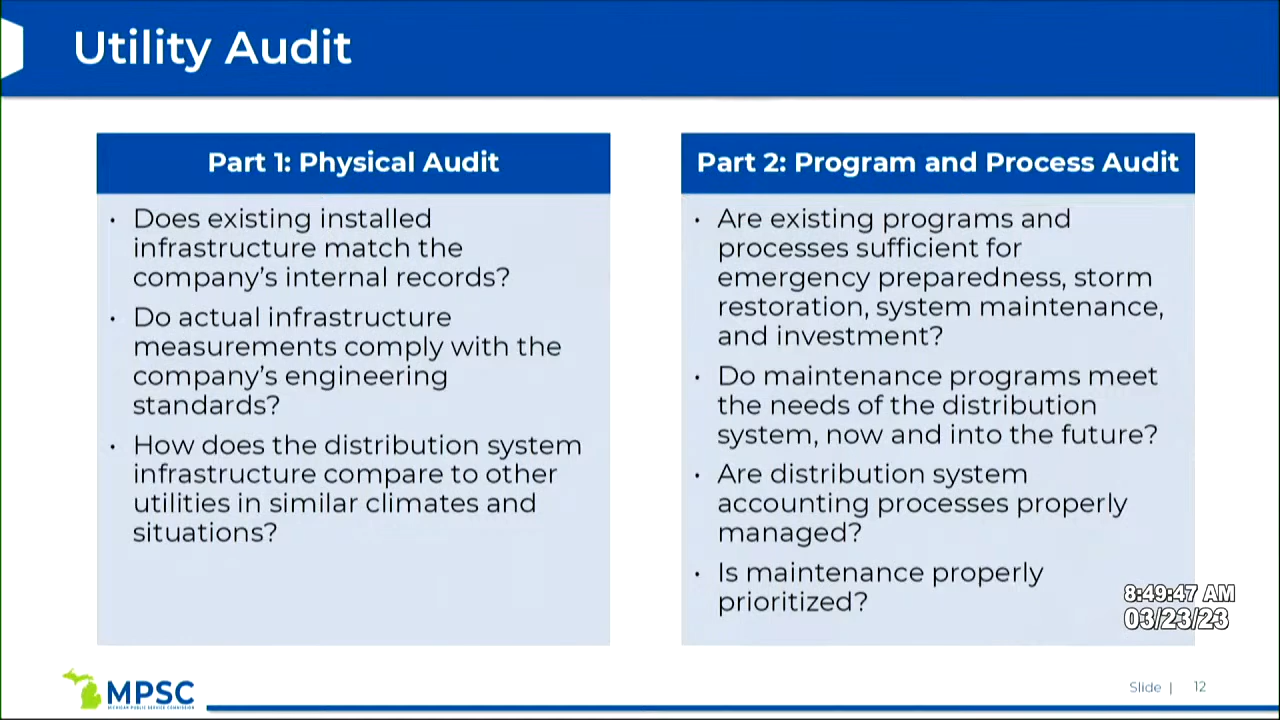 Utility Audit
Part 1: Physical Audit
• Does existing installed
infrastructure match the
company's internal records?
• Do actual infrastructure
measurements comply with the
company's engineering
standards?
• How does the distribution system
infrastructure compare to other
utilities in similar climates and
situations?
Part 2: Program and Process Audit
• Are existing programs and
processes sufficient for
emergency preparedness, storm
restoration, system maintenance,
and investment?
• Do maintenance programs meet
the needs of the distribution
system, now and into the future?
• Are distribution system
accounting processes properly
managed?
• Is maintenance properly
prioritized?
8:49:47 AM
03/23/23
MPSC
MICHIGAN PUBLIC SERVICE COMMISSION
Slide | 12